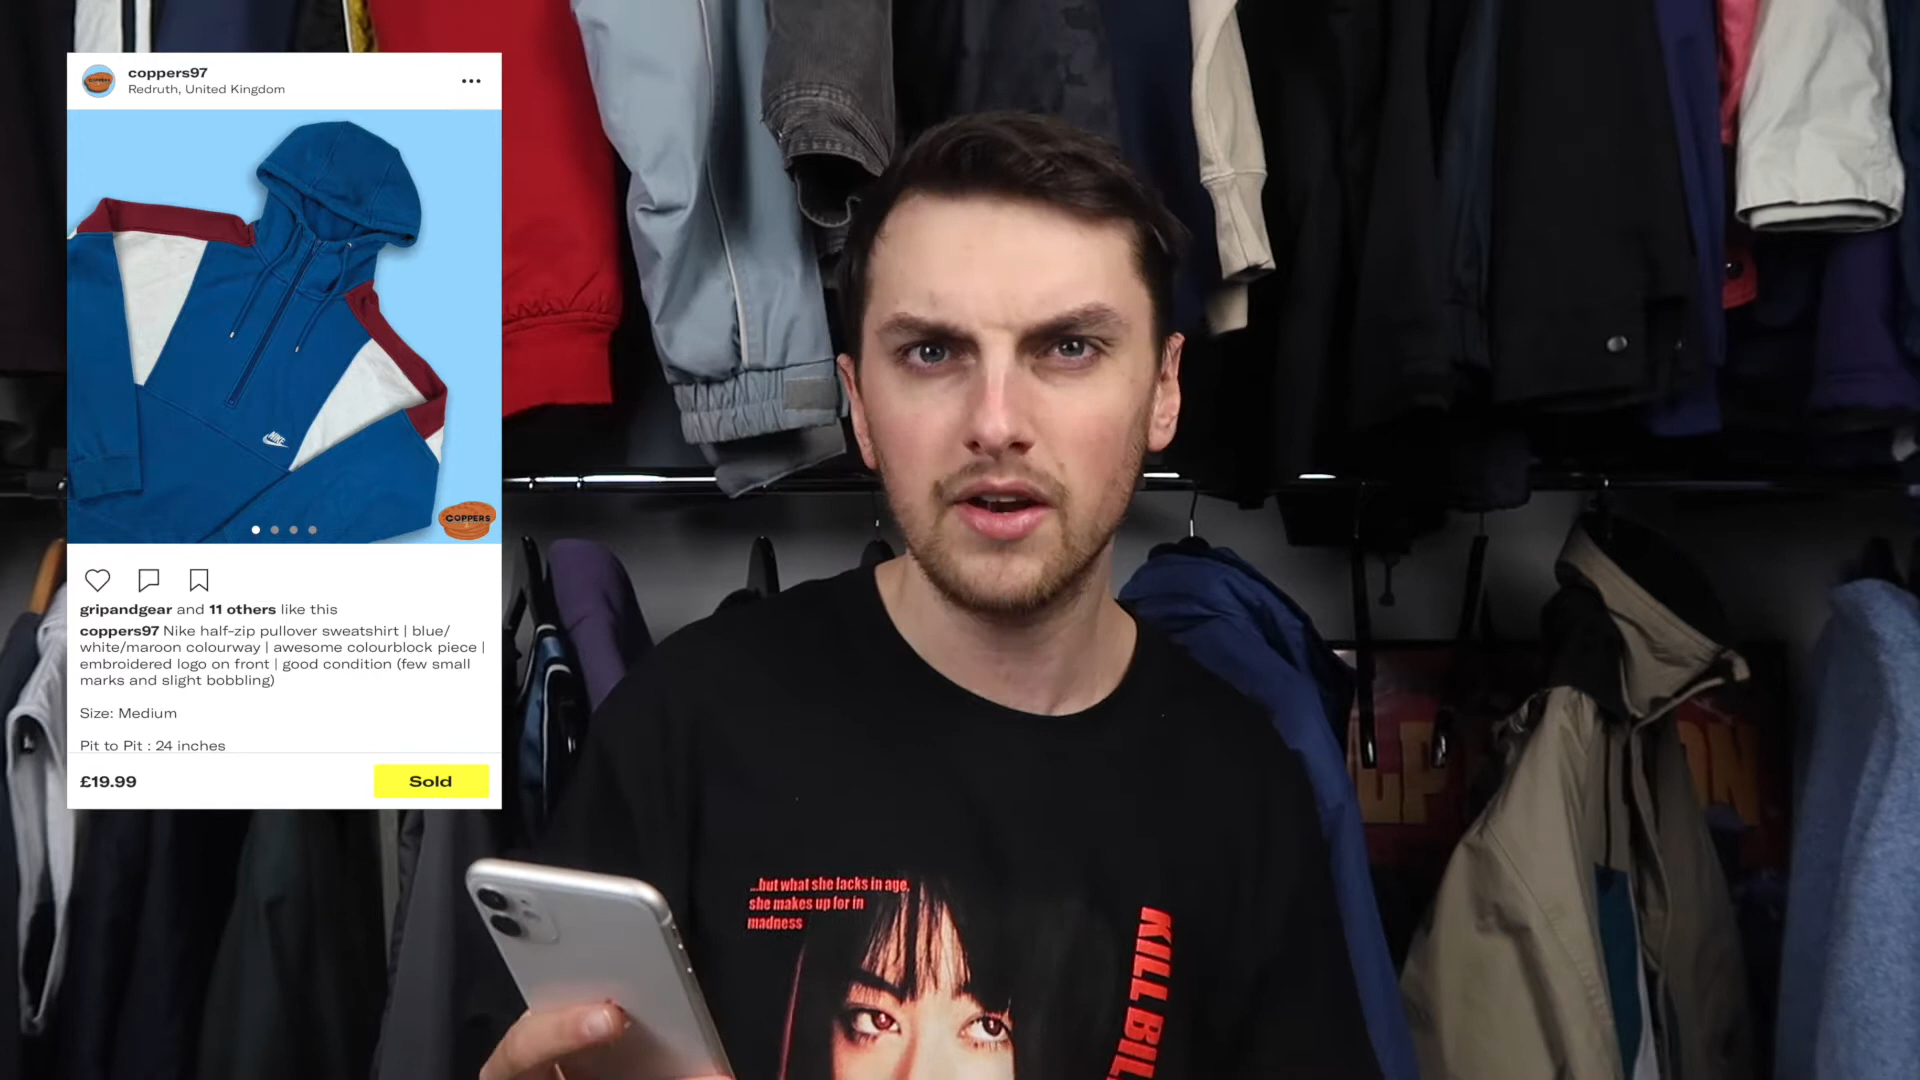 coppers97
Redruth, United Kingdom
COPPERS
NIKE
COPPERS
gripandgear and 11 others like this
coppers97 Nike half-zip pullover sweatshirt | blue/
white/maroon colourway | awesome colourblock piece |
embroidered logo on front | good condition (few small
marks and slight bobbling)
Size: Medium
Pit to Pit : 24 inches
£19.99
Sold
...but what she lacks in age,
she makes up for in
madness
KILL BIL